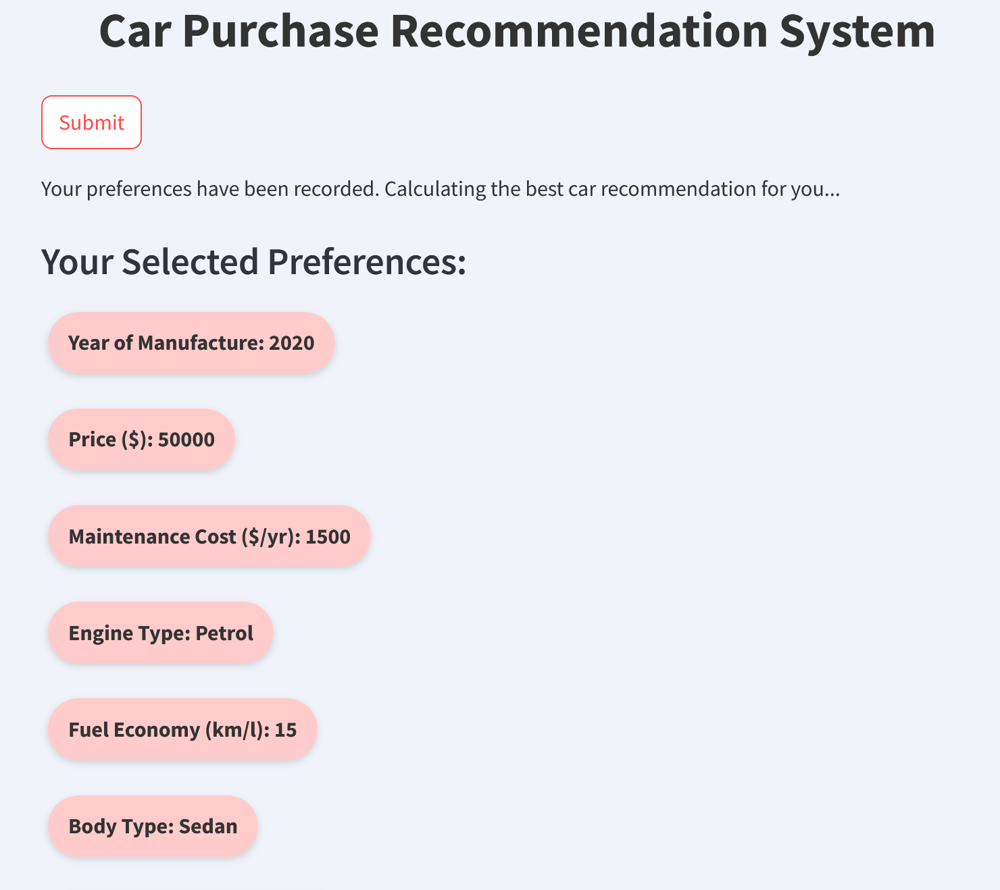 Car Purchase Recommendation System
Submit
Your preferences have been recorded. Calculating the best car recommendation for you...
Your Selected Preferences:
Year of Manufacture: 2020
Price ($): 50000
Maintenance Cost ($/yr): 1500
Engine Type: Petrol
Fuel Economy (km/l): 15
Body Type: Sedan